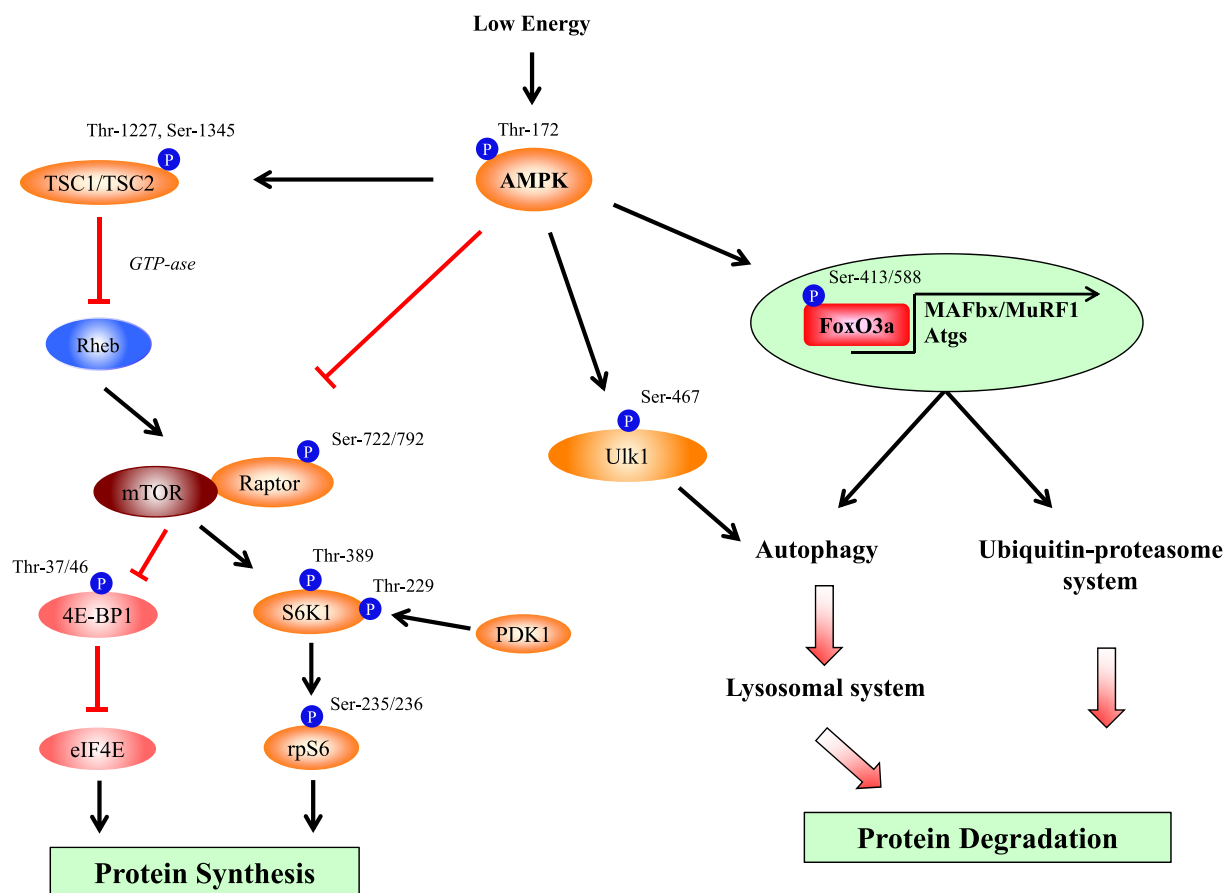 Low Energy
Thr-1227, Ser-1345
Thr-172
P
P
TSC1/TSC2
AMPK
GTP-ase
Ser-413/588
P
MAFbx/MuRF1
FoxO3a
Atgs
Rheb
Ser-467
P
Ser-722/792
P
Ulk1
Raptor
mTOR
Autophagy
Ubiquitin-proteasome
system
Thr-37/46
P
Thr-389
P
Thr-229
P
4E-BP1
S6K1
PDK1
Lysosomal system
Ser-235/236
P
eIF4E
rpS6
Protein Synthesis
Protein Degradation